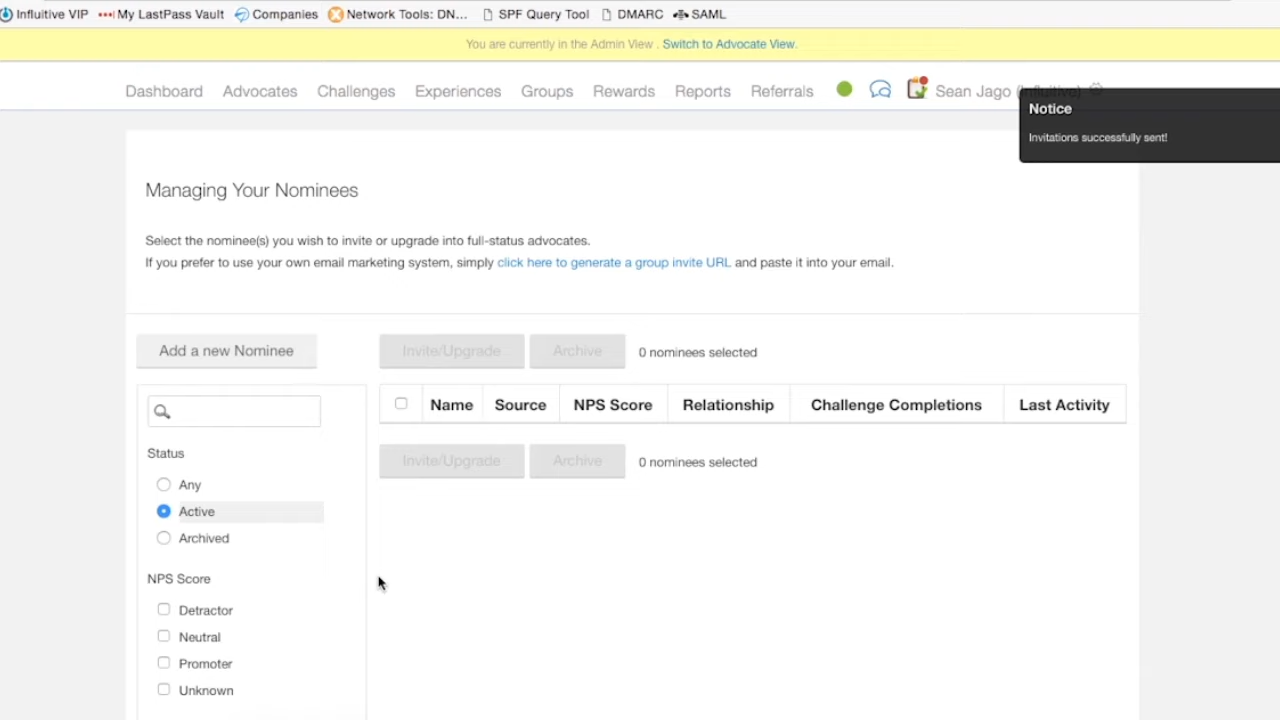 Influitive VIP
My LastPass Vault
Companies
Network Tools: DN...
SPF Query Tool
DMARC
SAML
You are currently in the Admin View . Switch to Advocate View.
Dashboard
Advocates
Challenges
Experiences
Groups
Rewards
Reports
Referrals
Sean Jago (Influitive)
Notice
Invitations successfully sent!
Managing Your Nominees
Select the nominee(s) you wish to invite or upgrade into full-status advocates.
If you prefer to use your own email marketing system, simply click here to generate a group invite URL and paste it into your email.
Add a new Nominee
Invite/Upgrade
Archive
0 nominees selected
Name
Source
NPS Score
Relationship
Challenge Completions
Last Activity
Invite/Upgrade
Archive
0 nominees selected
Status
Any
Active
Archived
NPS Score
Detractor
Neutral
Promoter
Unknown